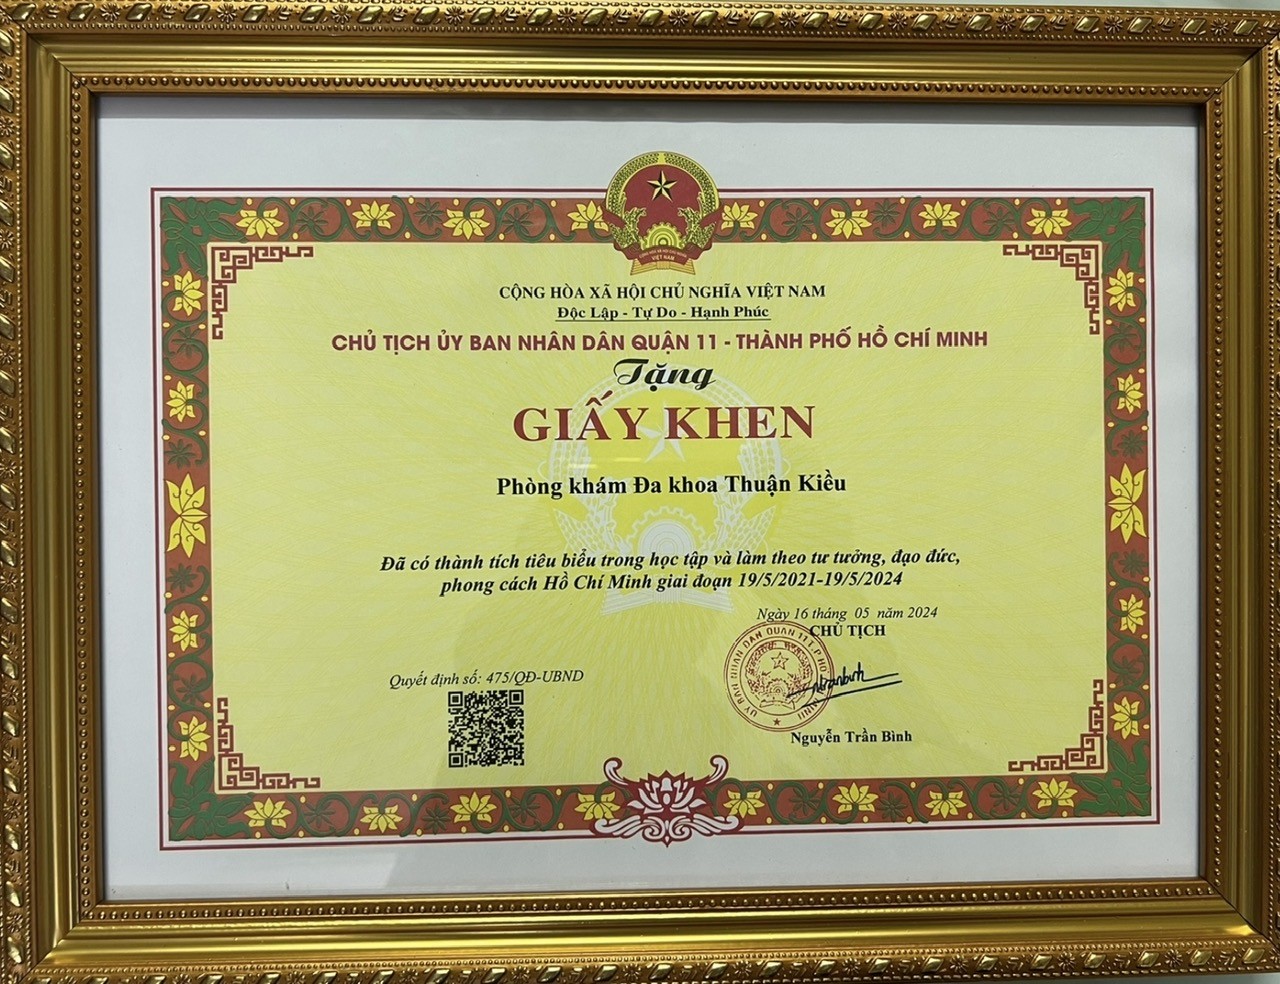 CỘNG HÒA XÃ HỘI CHỦ NGHĨA VIỆT NAM
Độc Lập - Tự Do - Hạnh Phúc
CHỦ TỊCH ỦY BAN NHÂN DÂN QUẬN 11 - THÀNH PHỐ HỒ CHÍ MINH
Tặng
GIẤY KHEN
Phòng khám Đa khoa Thuận Kiều
Đã có thành tích tiêu biểu trong học tập và làm theo tư tưởng, đạo đức,
phong cách Hồ Chí Minh giai đoạn 19/5/2021-19/5/2024
Ngày 16 tháng 05 năm 2024
CHỦ TỊCH
Quyết định số: 475/QĐ-UBND
Nguyễn Trần Bình